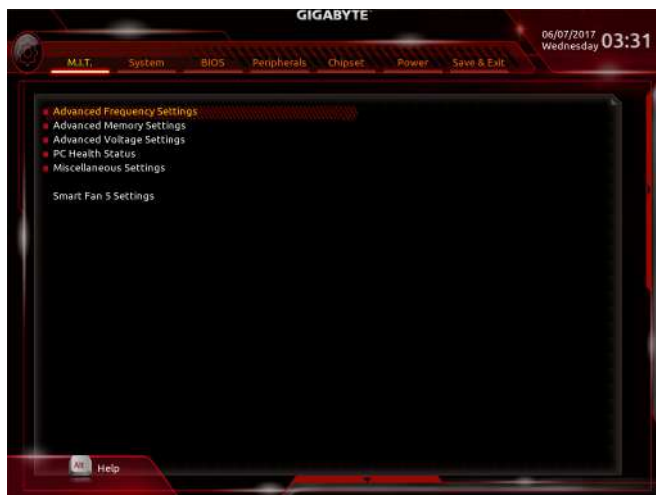 GIGABYTE™
06/07/2017
Wednesday 03:31
M.I.T. System BIOS Peripherals Chipset Power Save & Exit
Advanced Frequency Settings
Advanced Memory Settings
Advanced Voltage Settings
PC Health Status
Miscellaneous Settings
Smart Fan 5 Settings
Alt Help